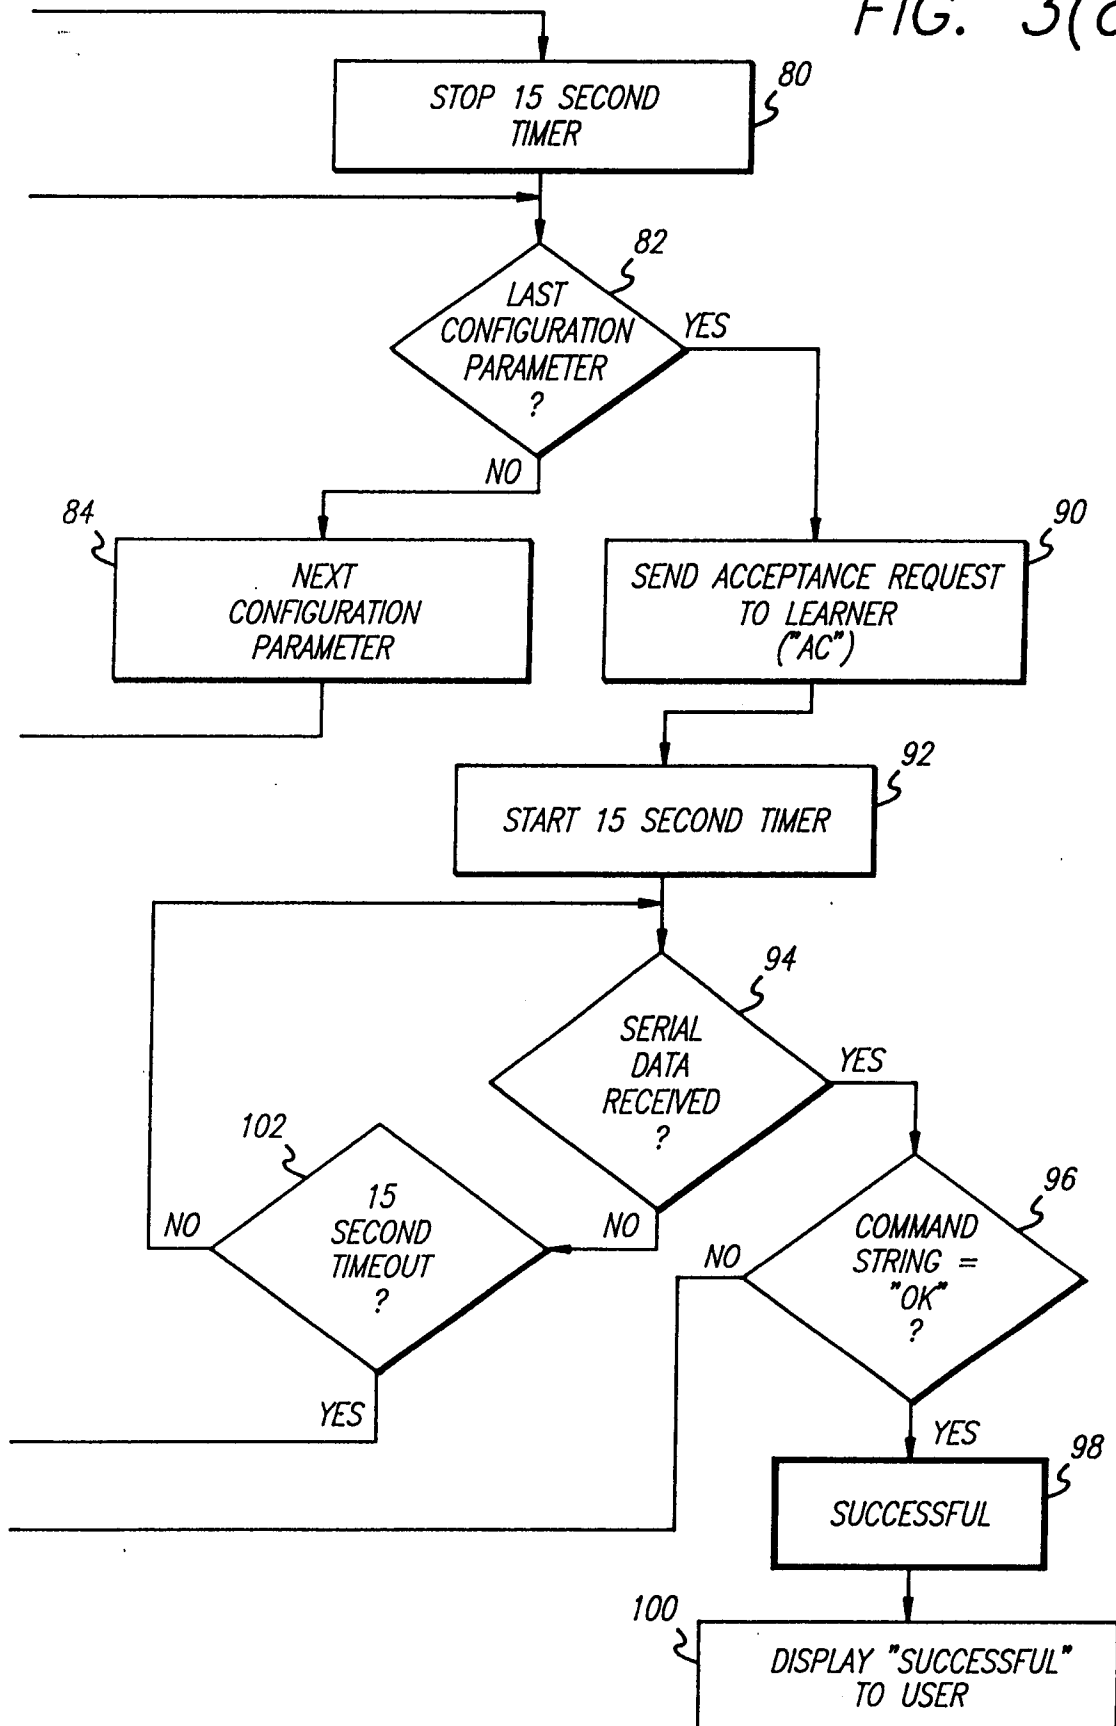 FIG. 3(
STOP 15 SECOND
TIMER
80
82
LAST
CONFIGURATION
PARAMETER
?
YES
NO
84
NEXT
CONFIGURATION
PARAMETER
90
SEND ACCEPTANCE REQUEST
TO LEARNER
("AC")
92
START 15 SECOND TIMER
94
SERIAL
DATA
RECEIVED
?
YES
NO
102
15
SECOND
TIMEOUT
?
NO
YES
96
COMMAND
STRING =
"OK"
?
NO
YES
98
SUCCESSFUL
100
DISPLAY "SUCCESSFUL"
TO USER